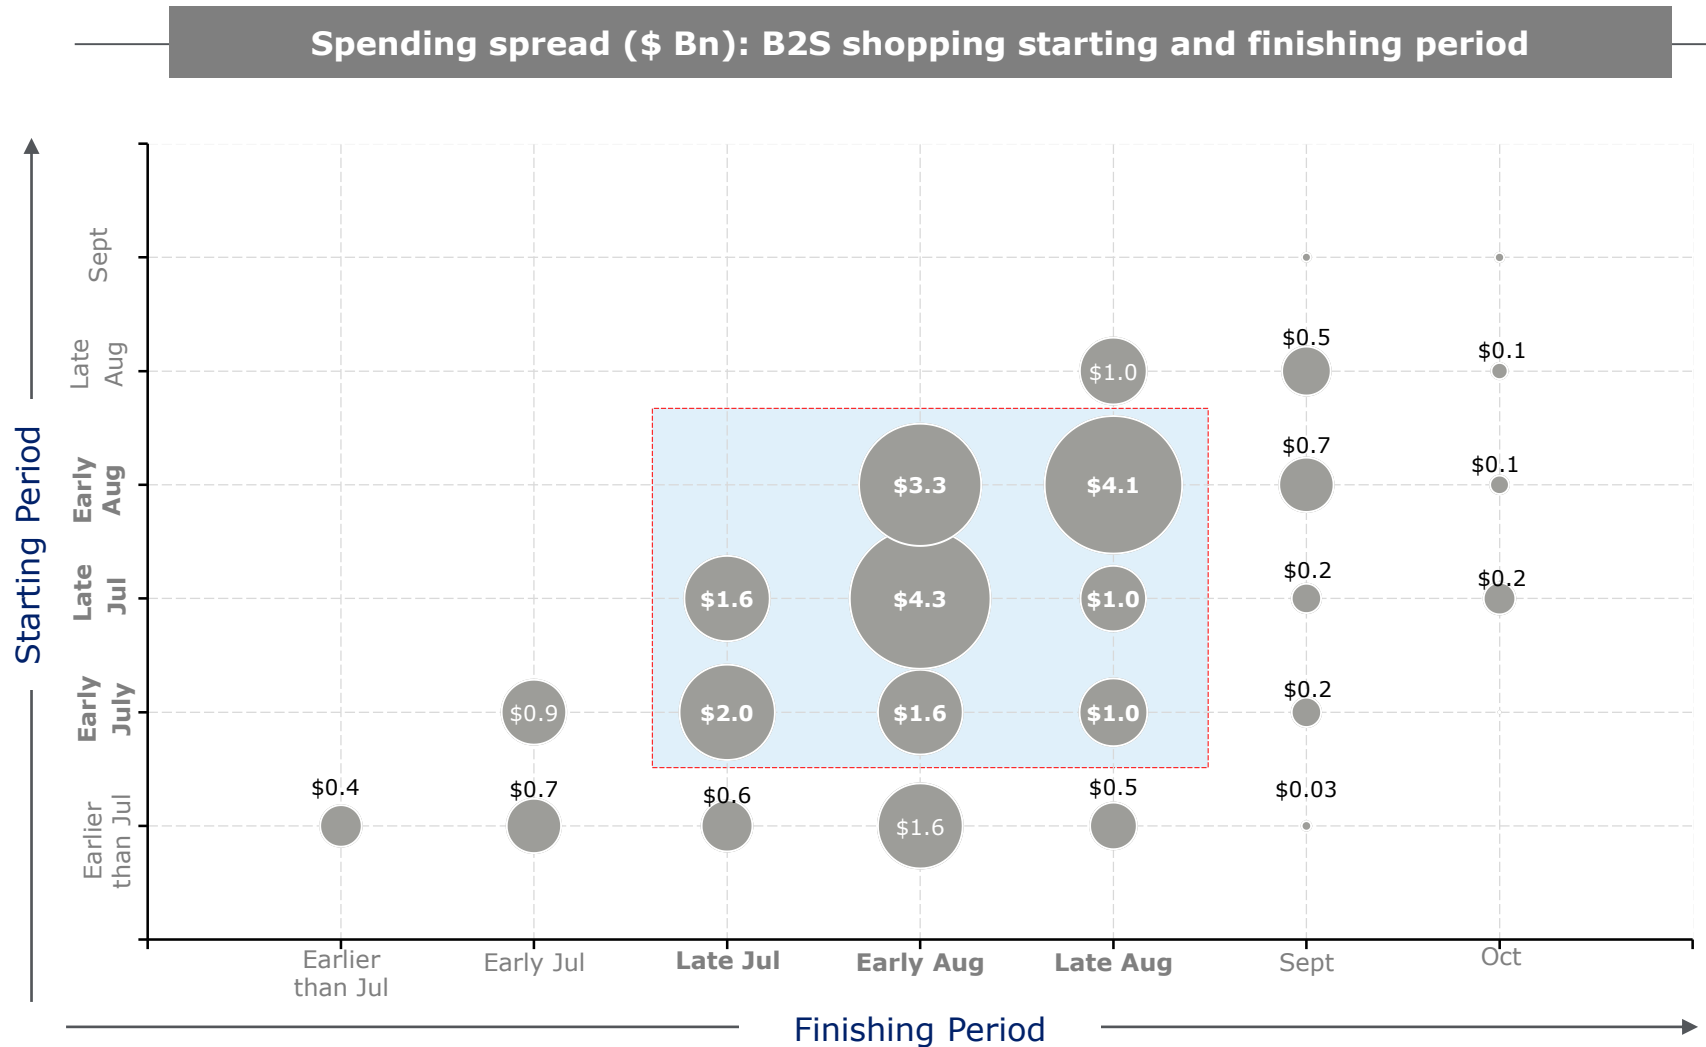 Spending spread ($ Bn): B2S shopping starting and finishing period
Starting Period
Sept
Late
Aug
$1.0
$0.5
$0.1
Early
Aug
$3.3
$4.1
$0.7
$0.1
Late
Jul
$1.6
$4.3
$1.0
$0.2
$0.2
Early
July
$0.9
$2.0
$1.6
$1.0
$0.2
Earlier
than Jul
$0.4
$0.7
$0.6
$1.6
$0.5
$0.03
Earlier
than Jul
Early Jul
Late Jul
Early Aug
Late Aug
Sept
Oct
Finishing Period